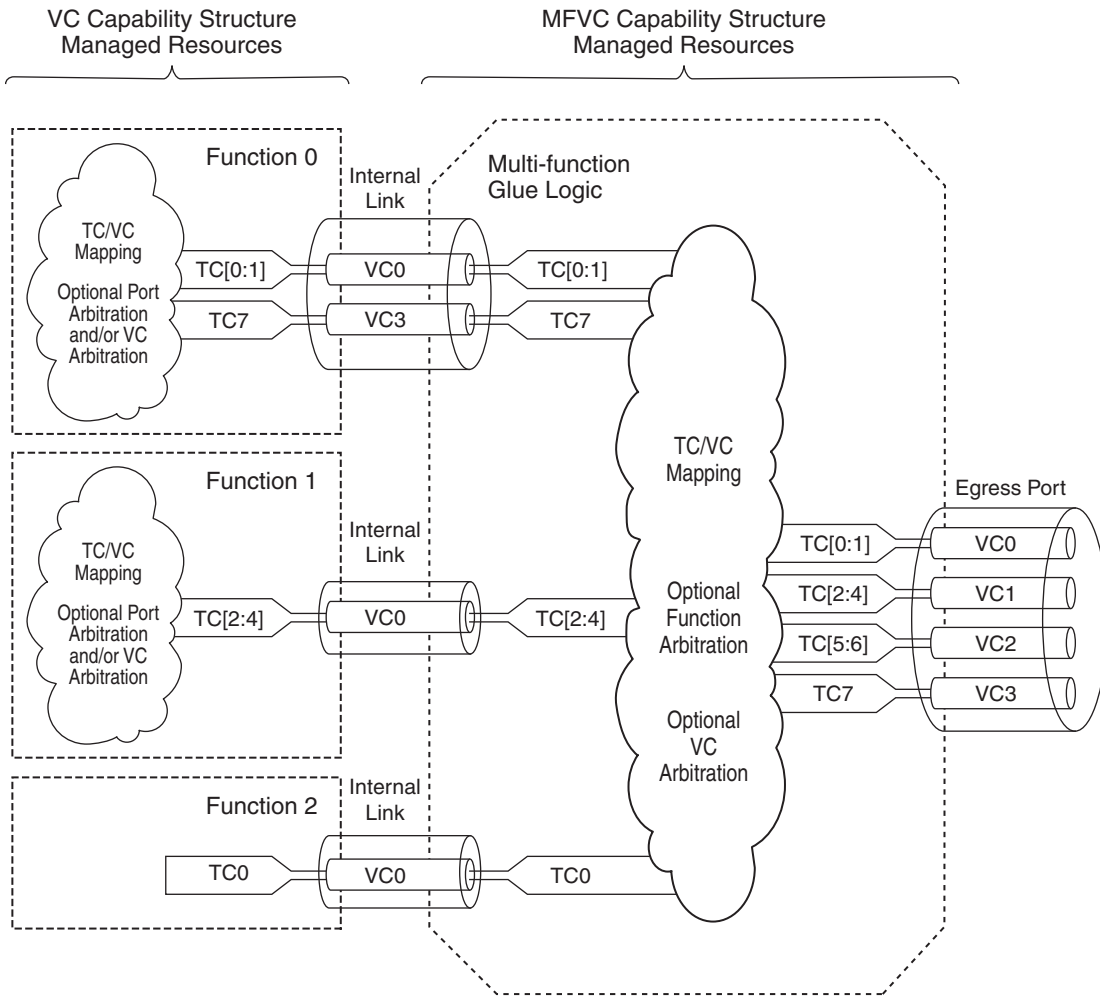 VC Capability Structure
Managed Resources
MFVC Capability Structure
Managed Resources
Function 0
TC/VC
Mapping
Optional Port
Arbitration
and/or VC
Arbitration
TC[0:1]
TC7
Internal
Link
VC0
VC3
Multi-function
Glue Logic
TC[0:1]
TC7
Function 1
TC/VC
Mapping
Optional Port
Arbitration
and/or VC
Arbitration
TC[2:4]
Internal
Link
VC0
TC[2:4]
Function 2
TC0
Internal
Link
VC0
TC0
TC/VC
Mapping
Optional
Function
Arbitration
Optional
VC
Arbitration
Egress Port
TC[0:1]
VC0
TC[2:4]
VC1
TC[5:6]
VC2
TC7
VC3